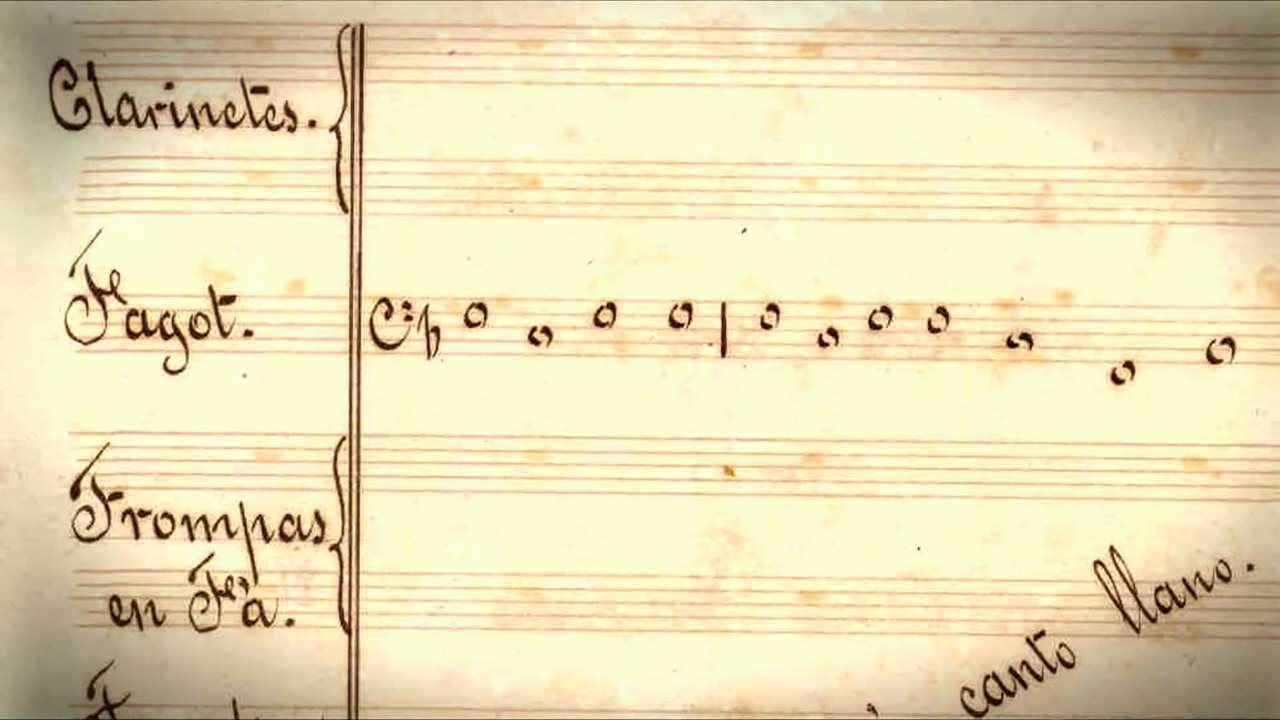 Clarinetes.
Fagot.
Trompas
en Fa.
canto llano.